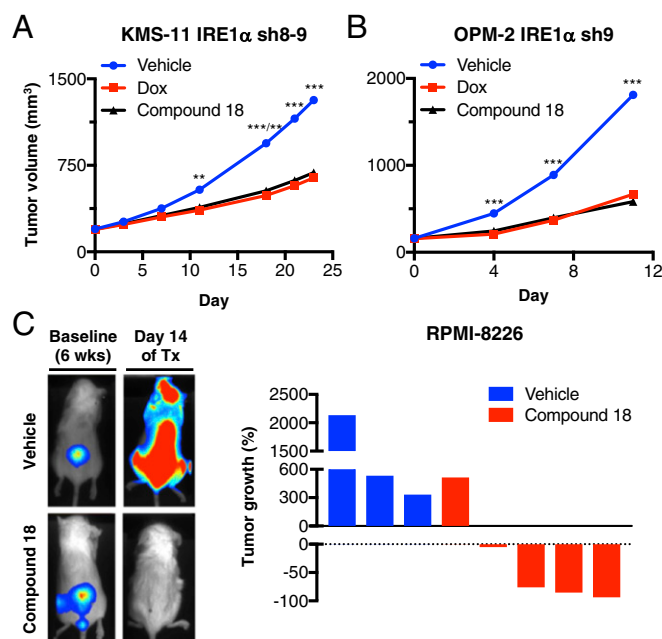 A
KMS-11 IRE1α sh8-9
Vehicle
Dox
Compound 18
Tumor volume (mm³)
1500
750
0
**
***/**
***
***
0 5 10 15 20 25
Day
B
OPM-2 IRE1α sh9
Vehicle
Dox
Compound 18
2000
1000
0
***
***
***
0 4 8 12
Day
C
Baseline
(6 wks)
Day 14
of Tx
Vehicle
Compound 18
RPMI-8226
Vehicle
Compound 18
Tumor growth (%)
2500
2000
1500
600
300
0
0
-50
-100